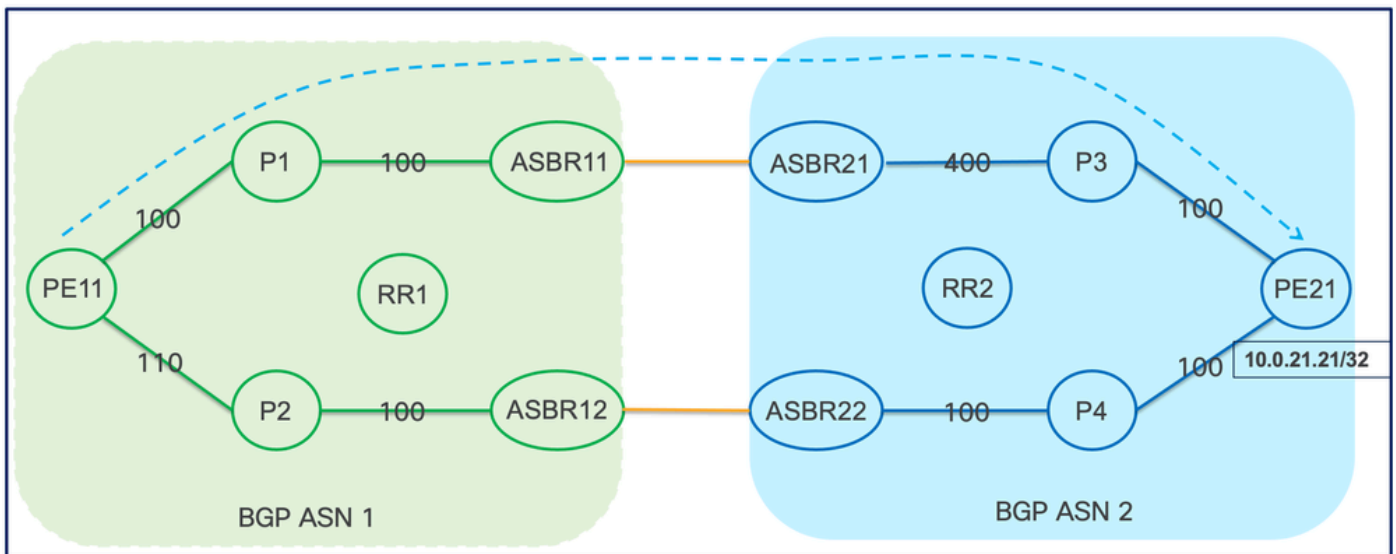 P1
100
ASBR11
ASBR21
400
P3
100
100
PE11
RR1
RR2
PE21
110
100
10.0.21.21/32
P2
100
ASBR12
ASBR22
100
P4
BGP ASN 1
BGP ASN 2